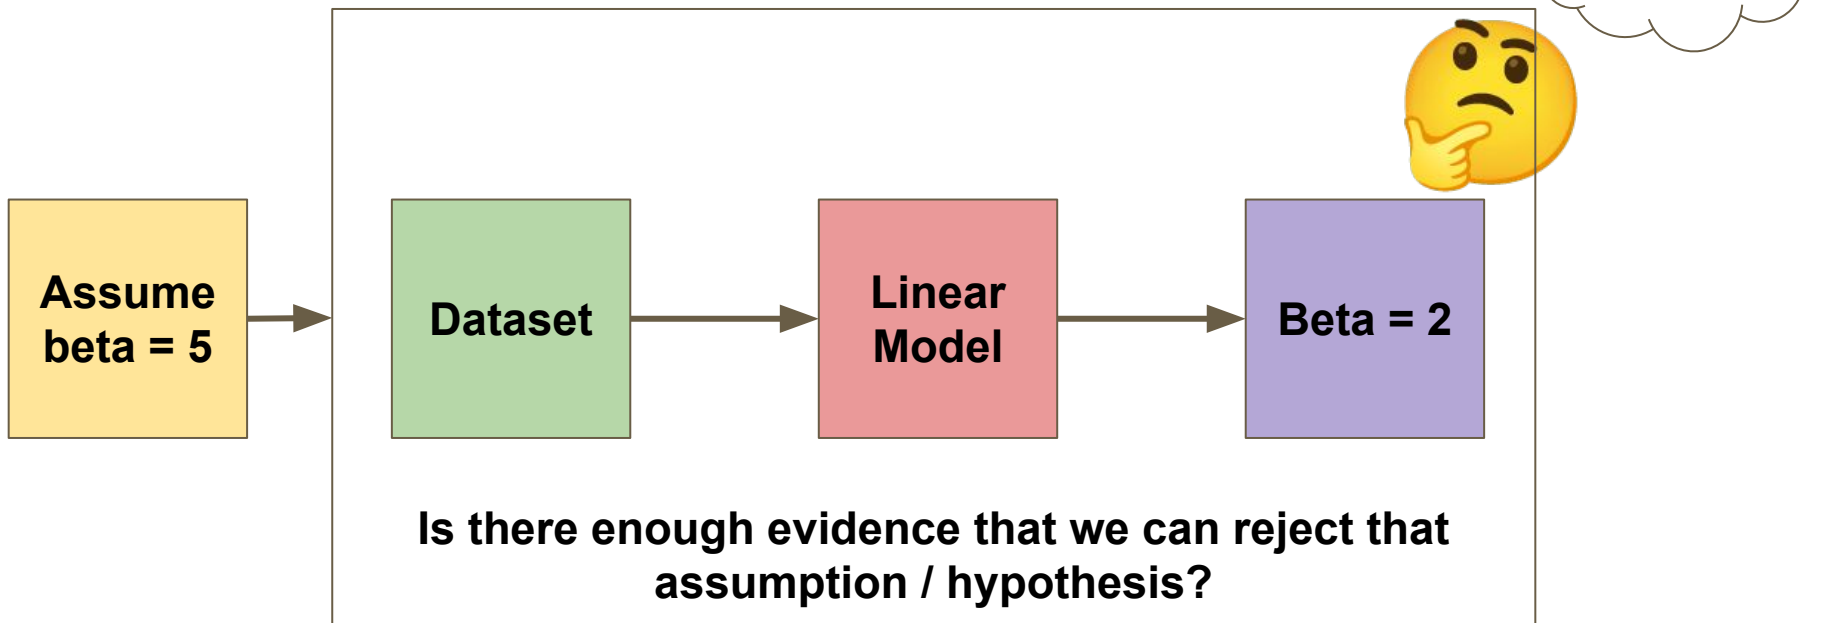 Assume
beta = 5
Dataset
Linear
Model
Beta = 2
Is there enough evidence that we can reject that
assumption / hypothesis?